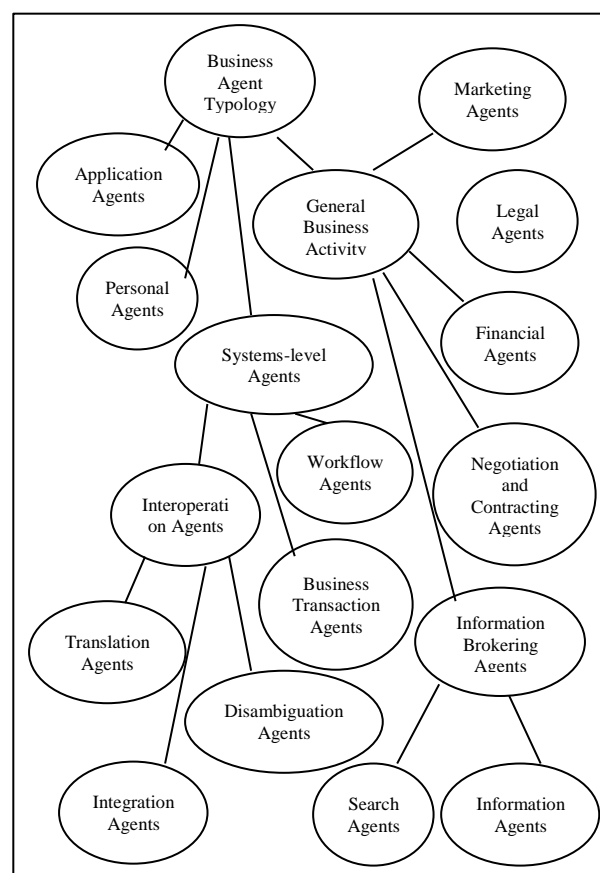 Business
Agent
Typology
Marketing
Agents
Application
Agents
General
Business
Activity
Legal
Agents
Personal
Agents
Financial
Agents
Systems-level
Agents
Workflow
Agents
Negotiation
and
Contracting
Agents
Interoperati
on Agents
Business
Transaction
Agents
Translation
Agents
Information
Brokering
Agents
Disambiguation
Agents
Integration
Agents
Search
Agents
Information
Agents